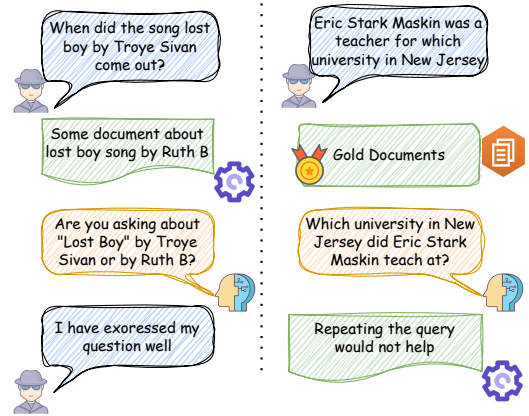 When did the song lost
boy by Troye Sivan
come out?
Some document about
lost boy song by Ruth B
Are you asking about
"Lost Boy" by Troye
Sivan or by Ruth B?
I have exoressed my
question well
Eric Stark Maskin was a
teacher for which
university in New Jersey
Gold Documents
Which university in New
Jersey did Eric Stark
Maskin teach at?
Repeating the query
would not help